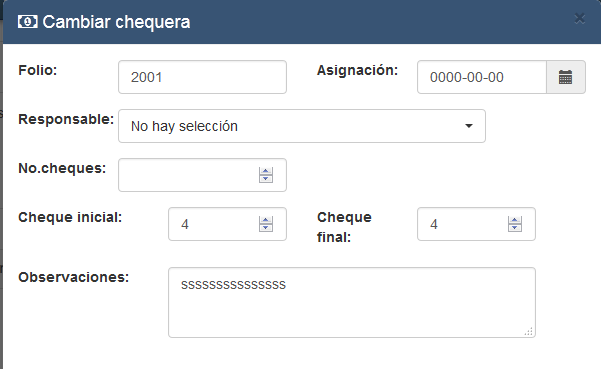 Cambiar chequera
Folio: 2001 Asignación: 0000-00-00
Responsable: No hay selección
No.cheques:
Cheque inicial: 4 Cheque final: 4
Observaciones: sssssssssssssss